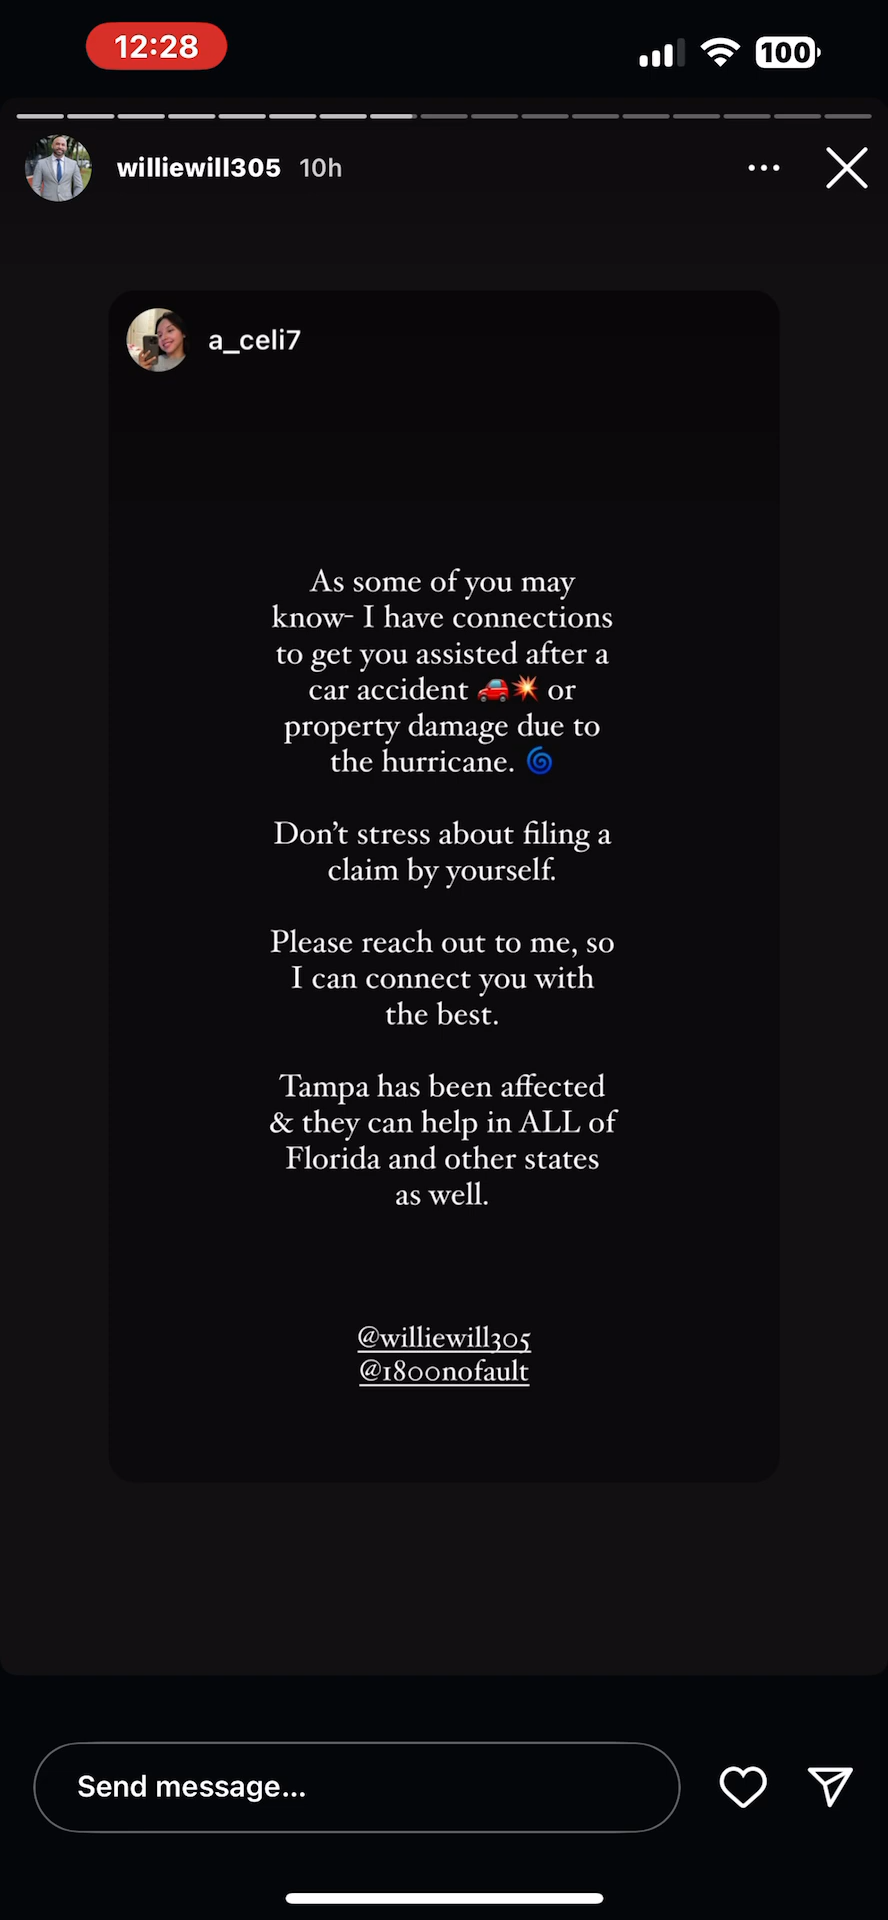 12:28
100
williewill305 10h
a_celi7
As some of you may
know- I have connections
to get you assisted after a
car accident 🚗💥 or
property damage due to
the hurricane. 🌀
Don't stress about filing a
claim by yourself.
Please reach out to me, so
I can connect you with
the best.
Tampa has been affected
& they can help in ALL of
Florida and other states
as well.
@williewill305
@1800nofault
Send message...